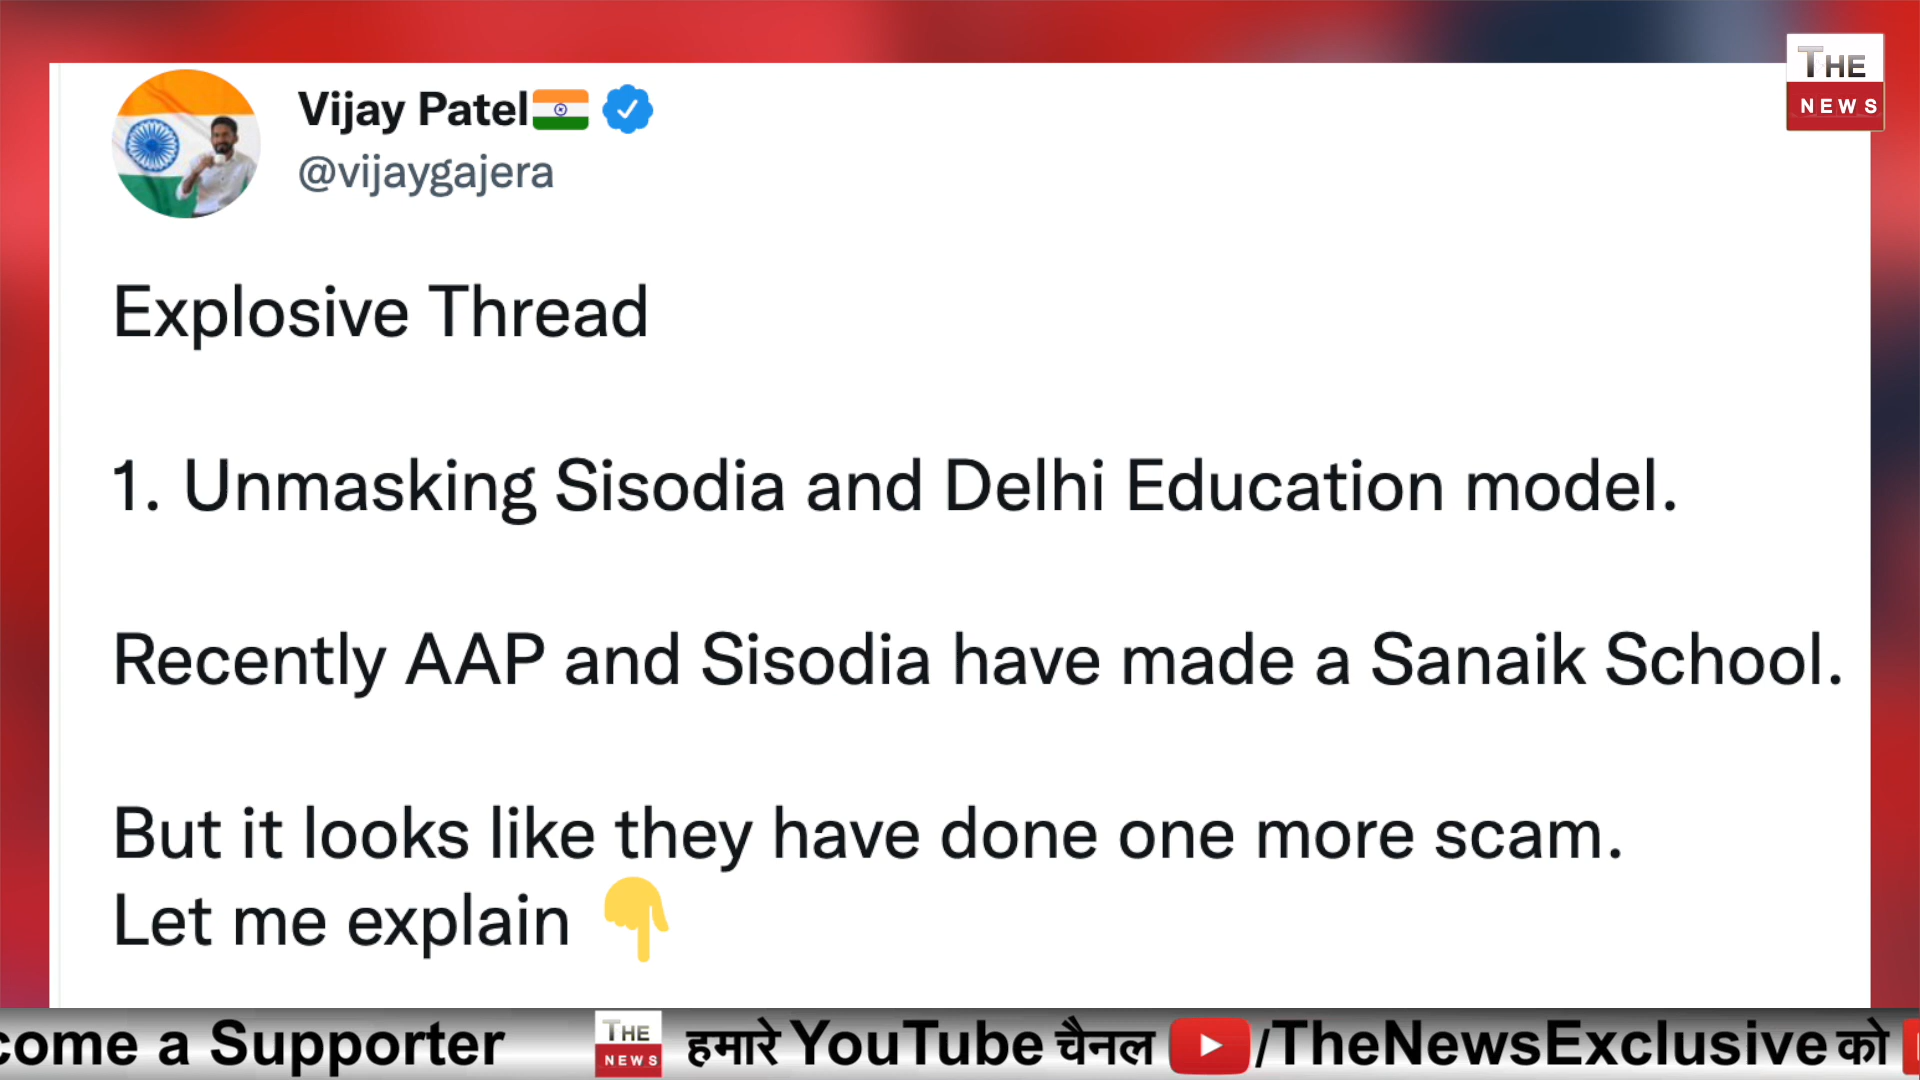 THE
NEWS
Vijay Patel
@vijaygajera
Explosive Thread
1. Unmasking Sisodia and Delhi Education model.
Recently AAP and Sisodia have made a Sanaik School.
But it looks like they have done one more scam.
Let me explain
come a Supporter THE NEWS हमारे YouTube चैनल /TheNewsExclusive को